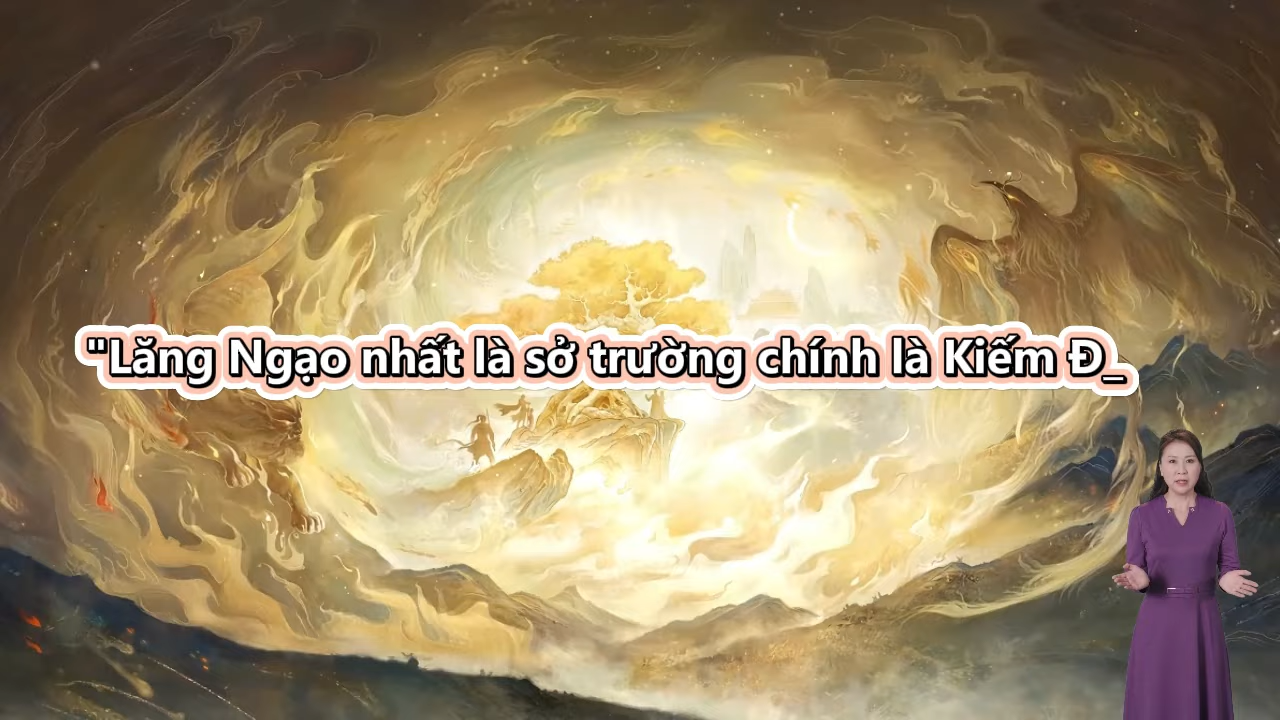 "Lăng Ngạo nhất là sở trường chính là Kiếm Đ_